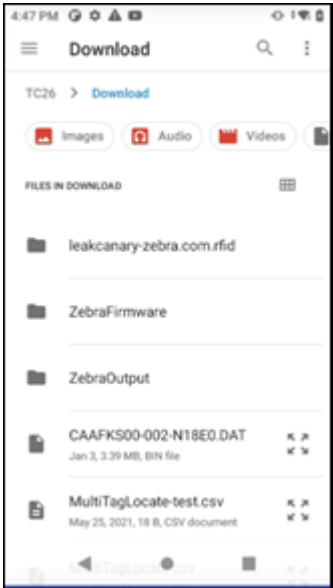 4:47 PM
Download
TC26 > Download
Images
Audio
Videos
FILES IN DOWNLOAD
leakcanary-zebra.com.rfid
ZebraFirmware
ZebraOutput
CAAFKS00-002-N18E0.DAT
Jan 3, 3.39 MB, BIN file
MultiTagLocate-test.csv
May 25, 2021, 18 B, CSV document